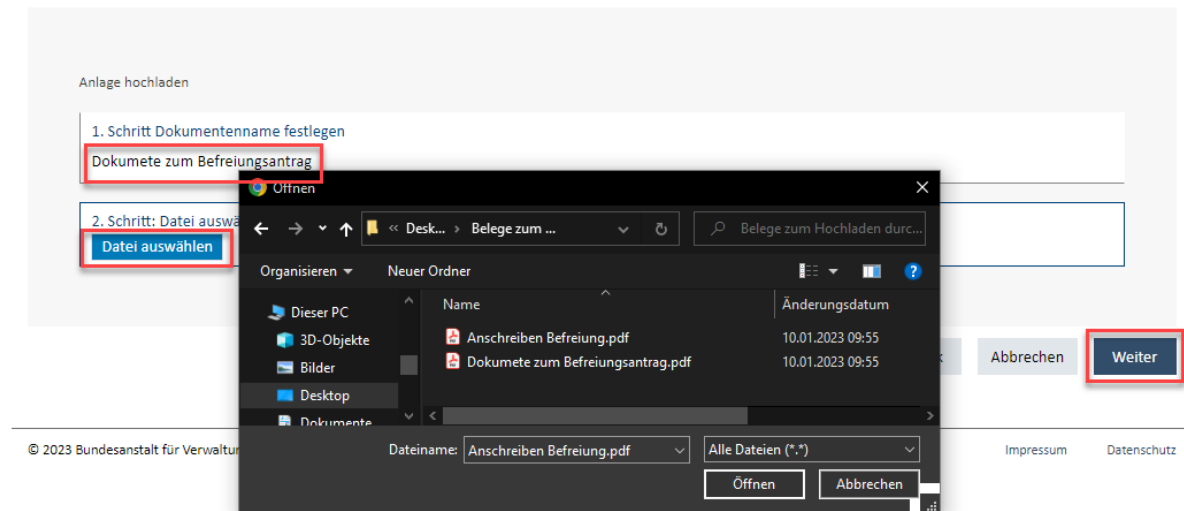 Anlage hochladen
1. Schritt Dokumentenname festlegen
Dokumete zum Befreiungsantrag
2. Schritt: Datei auswä
Datei auswählen
Öffnen
« Desk... › Belege zum ...
Belege zum Hochladen durc...
Organisieren
Neuer Ordner
Dieser PC
3D-Objekte
Bilder
Desktop
Dokumente
Name Änderungsdatum
Anschreiben Befreiung.pdf 10.01.2023 09:55
Dokumete zum Befreiungsantrag.pdf 10.01.2023 09:55
Dateiname: Anschreiben Befreiung.pdf Alle Dateien (*.*)
Öffnen Abbrechen
Abbrechen Weiter
© 2023 Bundesanstalt für Verwaltun
Impressum Datenschutz